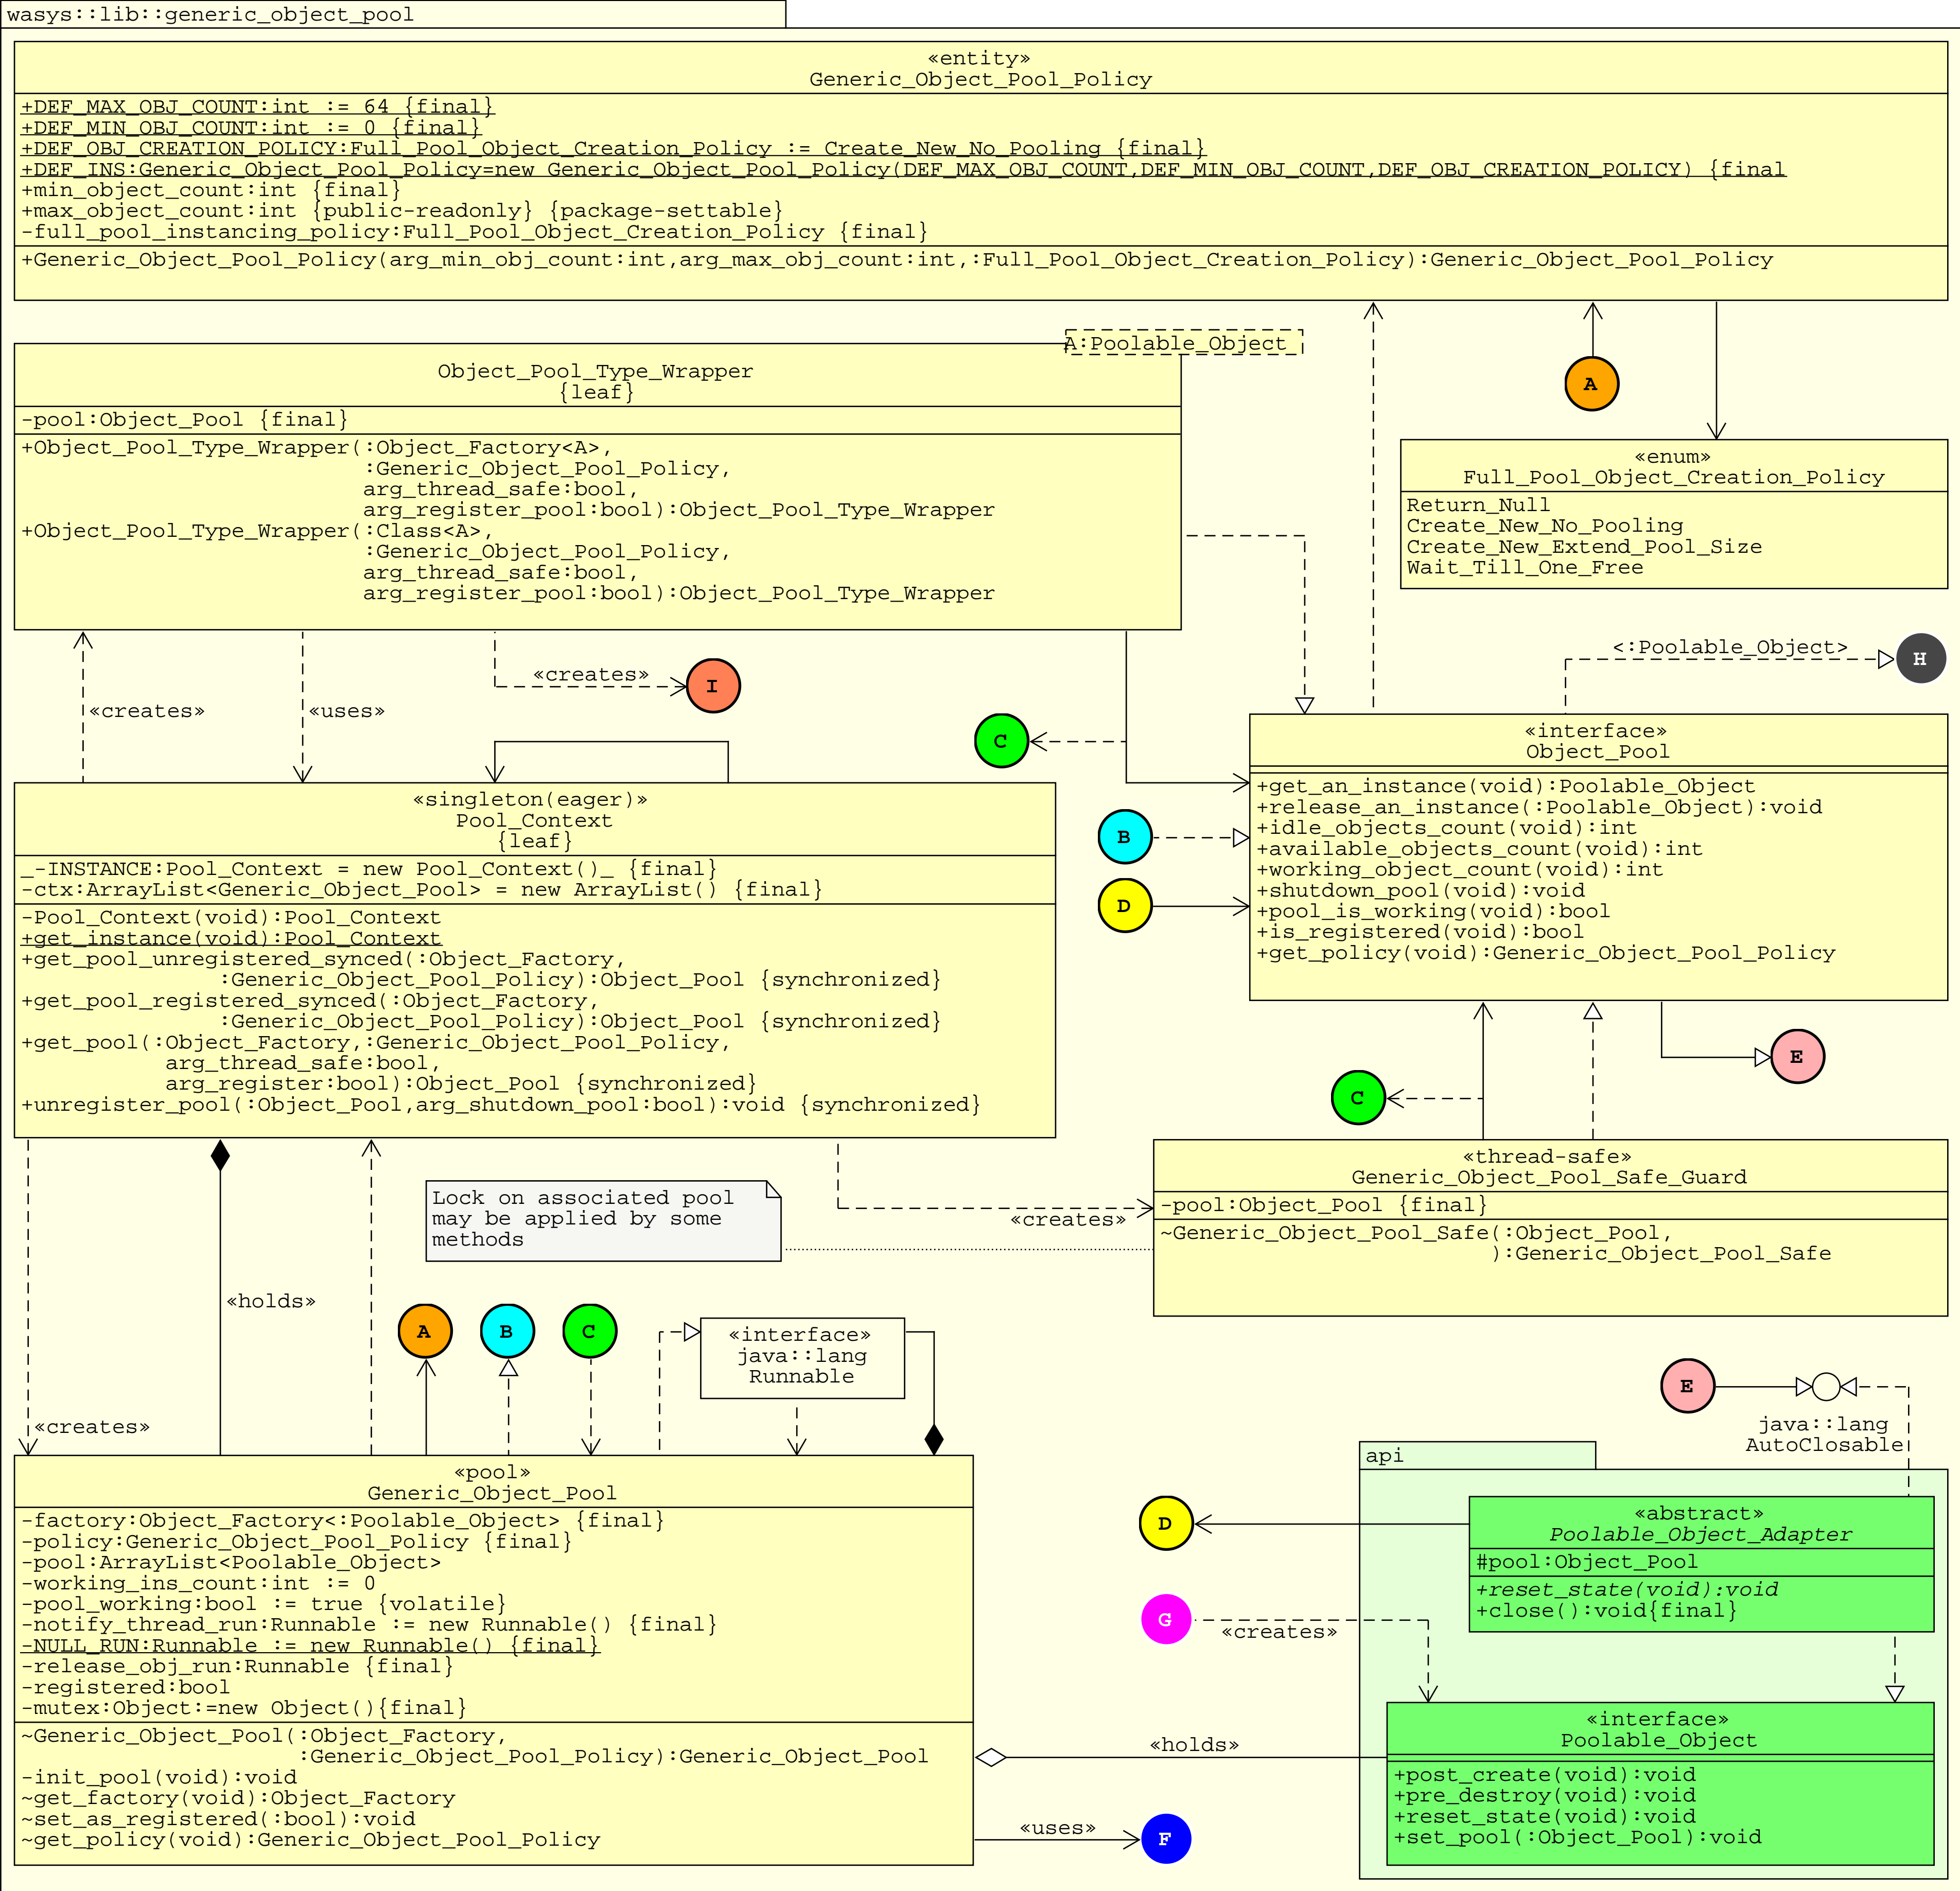 wasys::lib::generic_object_pool
«entity»
Generic_Object_Pool_Policy
+DEF_MAX_OBJ_COUNT:int := 64 {final}
+DEF_MIN_OBJ_COUNT:int := 0 {final}
+DEF_OBJ_CREATION_POLICY:Full_Pool_Object_Creation_Policy := Create_New_No_Pooling {final}
+DEF_INS:Generic_Object_Pool_Policy=new Generic_Object_Pool_Policy(DEF_MAX_OBJ_COUNT,DEF_MIN_OBJ_COUNT,DEF_OBJ_CREATION_POLICY) {final
+min_object_count:int {final}
+max_object_count:int {public-readonly} {package-settable}
-full_pool_instancing_policy:Full_Pool_Object_Creation_Policy {final}
+Generic_Object_Pool_Policy(arg_min_obj_count:int,arg_max_obj_count:int,:Full_Pool_Object_Creation_Policy):Generic_Object_Pool_Policy
A:Poolable_Object
Object_Pool_Type_Wrapper
{leaf}
-pool:Object_Pool {final}
+Object_Pool_Type_Wrapper(:Object_Factory<A>,
:Generic_Object_Pool_Policy,
arg_thread_safe:bool,
arg_register_pool:bool):Object_Pool_Type_Wrapper
+Object_Pool_Type_Wrapper(:Class<A>,
:Generic_Object_Pool_Policy,
arg_thread_safe:bool,
arg_register_pool:bool):Object_Pool_Type_Wrapper
A
«enum»
Full_Pool_Object_Creation_Policy
Return_Null
Create_New_No_Pooling
Create_New_Extend_Pool_Size
Wait_Till_One_Free
«creates»
«uses»
«creates»
I
<:Poolable_Object>
H
C
«singleton(eager)»
Pool_Context
{leaf}
_-INSTANCE:Pool_Context = new Pool_Context()_ {final}
-ctx:ArrayList<Generic_Object_Pool> = new ArrayList() {final}
-Pool_Context(void):Pool_Context
+get_instance(void):Pool_Context
+get_pool_unregistered_synced(:Object_Factory,
:Generic_Object_Pool_Policy):Object_Pool {synchronized}
+get_pool_registered_synced(:Object_Factory,
:Generic_Object_Pool_Policy):Object_Pool {synchronized}
+get_pool(:Object_Factory,:Generic_Object_Pool_Policy,
arg_thread_safe:bool,
arg_register:bool):Object_Pool {synchronized}
+unregister_pool(:Object_Pool,arg_shutdown_pool:bool):void {synchronized}
B
D
«interface»
Object_Pool
+get_an_instance(void):Poolable_Object
+release_an_instance(:Poolable_Object):void
+idle_objects_count(void):int
+available_objects_count(void):int
+working_object_count(void):int
+shutdown_pool(void):void
+pool_is_working(void):bool
+is_registered(void):bool
+get_policy(void):Generic_Object_Pool_Policy
E
C
«thread-safe»
Generic_Object_Pool_Safe_Guard
-pool:Object_Pool {final}
~Generic_Object_Pool_Safe(:Object_Pool,
):Generic_Object_Pool_Safe
«creates»
Lock on associated pool
may be applied by some
methods
«holds»
«creates»
A
B
C
«interface»
java::lang
Runnable
«pool»
Generic_Object_Pool
-factory:Object_Factory<:Poolable_Object> {final}
-policy:Generic_Object_Pool_Policy {final}
-pool:ArrayList<Poolable_Object>
-working_ins_count:int := 0
-pool_working:bool := true {volatile}
-notify_thread_run:Runnable := new Runnable() {final}
-NULL_RUN:Runnable := new Runnable() {final}
-release_obj_run:Runnable {final}
-registered:bool
-mutex:Object:=new Object(){final}
~Generic_Object_Pool(:Object_Factory,
:Generic_Object_Pool_Policy):Generic_Object_Pool
-init_pool(void):void
~get_factory(void):Object_Factory
~set_as_registered(:bool):void
~get_policy(void):Generic_Object_Pool_Policy
E
java::lang
AutoClosable
api
D
«abstract»
Poolable_Object_Adapter
#pool:Object_Pool
+reset_state(void):void
+close():void{final}
G
«creates»
«holds»
«interface»
Poolable_Object
+post_create(void):void
+pre_destroy(void):void
+reset_state(void):void
+set_pool(:Object_Pool):void
«uses»
F